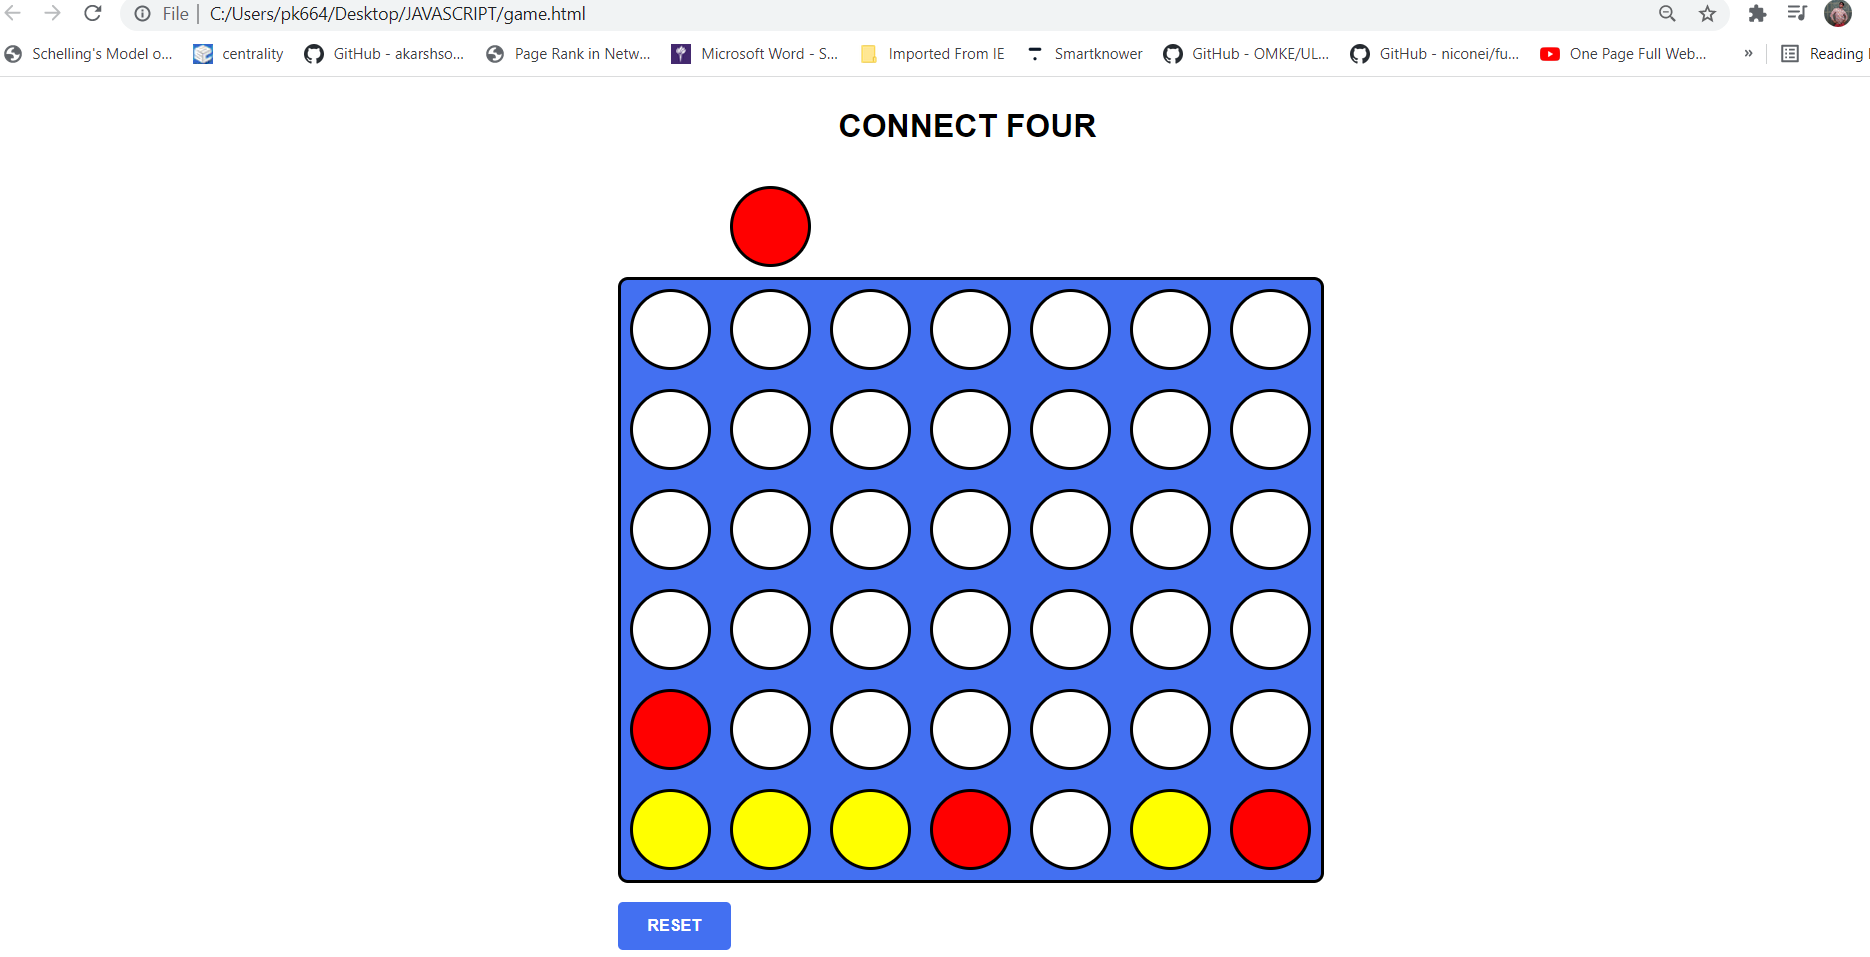 File | C:/Users/pk664/Desktop/JAVASCRIPT/game.html
Schelling's Model o... centrality GitHub - akarshso... Page Rank in Netw... Microsoft Word - S... Imported From IE Smartknower GitHub - OMKE/UL... GitHub - niconei/fu... One Page Full Web... » Reading
CONNECT FOUR
RESET